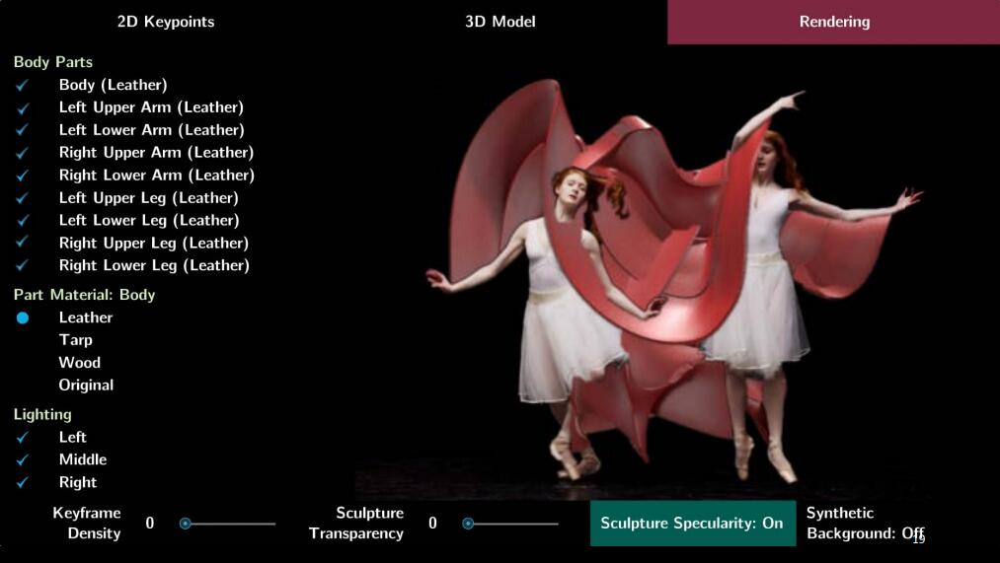 2D Keypoints
3D Model
Rendering
Body Parts
Body (Leather)
Left Upper Arm (Leather)
Left Lower Arm (Leather)
Right Upper Arm (Leather)
Right Lower Arm (Leather)
Left Upper Leg (Leather)
Left Lower Leg (Leather)
Right Upper Leg (Leather)
Right Lower Leg (Leather)
Part Material: Body
Leather
Tarp
Wood
Original
Lighting
Left
Middle
Right
Keyframe
Density
0
Sculpture
Transparency
0
Sculpture Specularity: On
Synthetic
Background: Off
19